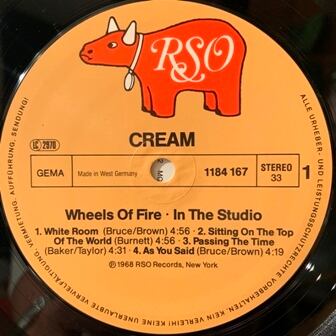 RSO
LC 2970
CREAM
GEMA
Made in West Germany
1184 167
STEREO
33
1
Wheels Of Fire · In The Studio
1. White Room (Bruce/Brown) 4:56 · 2. Sitting On The Top
Of The World (Burnett) 4:56 · 3. Passing The Time
(Baker/Taylor) 4:31 · 4. As You Said (Bruce/Brown) 4:19
℗ 1968 RSO Records, New York
ALLE URHEBER- UND LEISTUNGSSCHUTZRECHTE VORBEHALTEN · KEIN VERLEIH! KEINE UNERLAUBTE VERVIELFÄLTIGUNG, VERMIETUNG, AUFFÜHRUNG, SENDUNG!